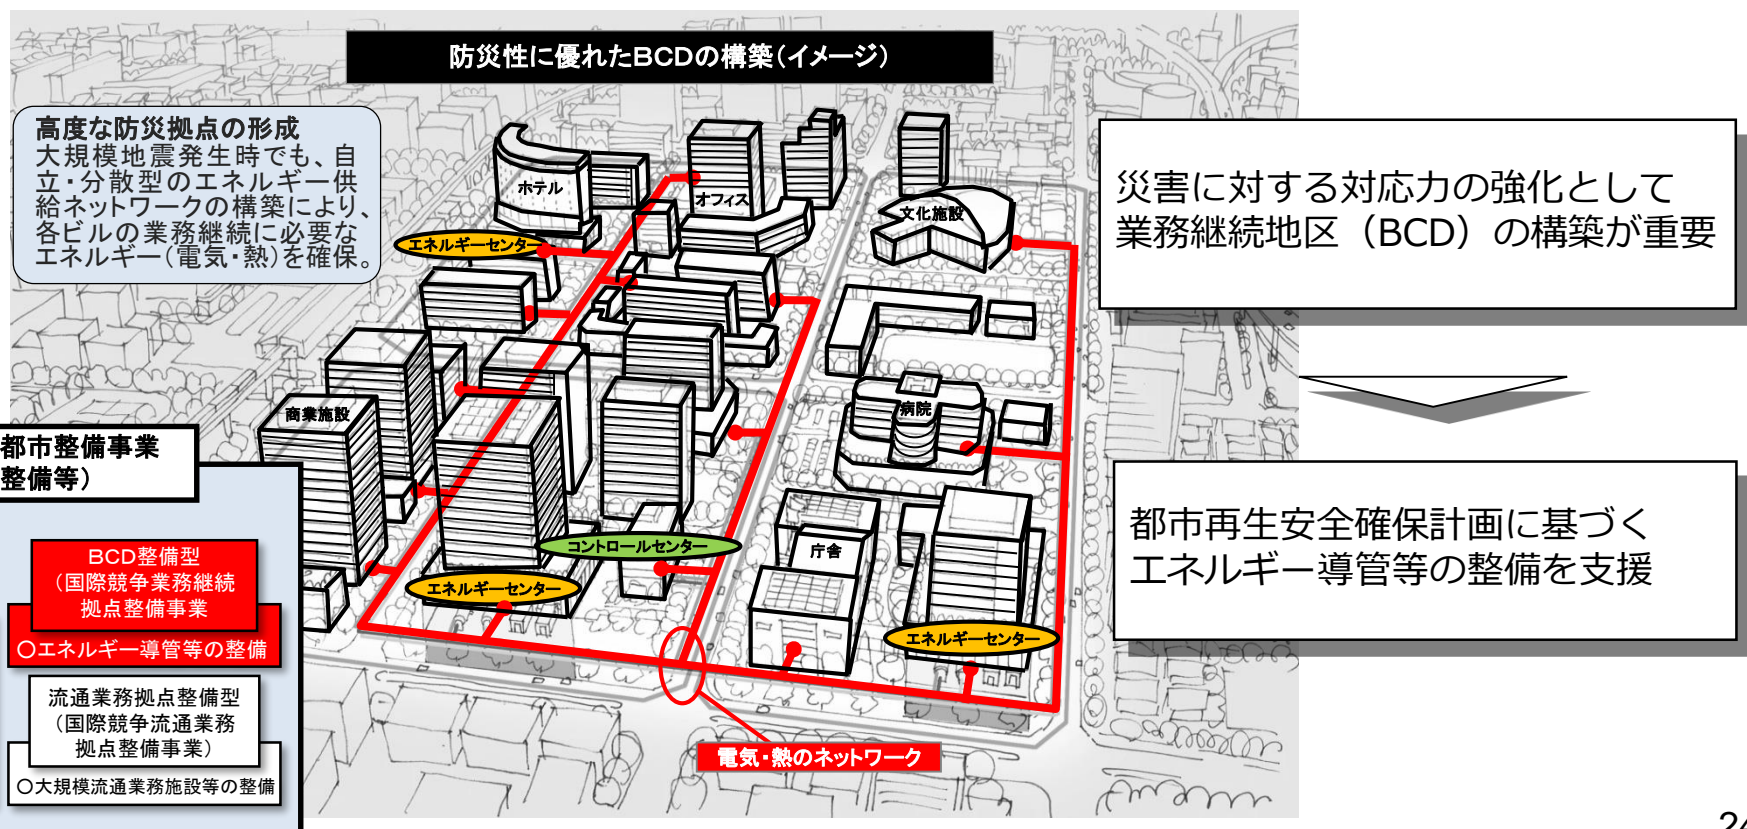 防災性に優れたBCDの構築(イメージ)
高度な防災拠点の形成
大規模地震発生時でも、自
立・分散型のエネルギー供
給ネットワークの構築により、
各ビルの業務継続に必要な
エネルギー(電気・熱)を確保。
ホテル
オフィス
文化施設
エネルギーセンター
商業施設
病院
コントロールセンター
庁舎
エネルギーセンター
エネルギーセンター
電気・熱のネットワーク
都市整備事業
整備等)
BCD整備型
(国際競争業務継続
拠点整備事業
○エネルギー導管等の整備
流通業務拠点整備型
(国際競争流通業務
拠点整備事業)
○大規模流通業務施設等の整備
災害に対する対応力の強化として
業務継続地区（BCD）の構築が重要
都市再生安全確保計画に基づく
エネルギー導管等の整備を支援